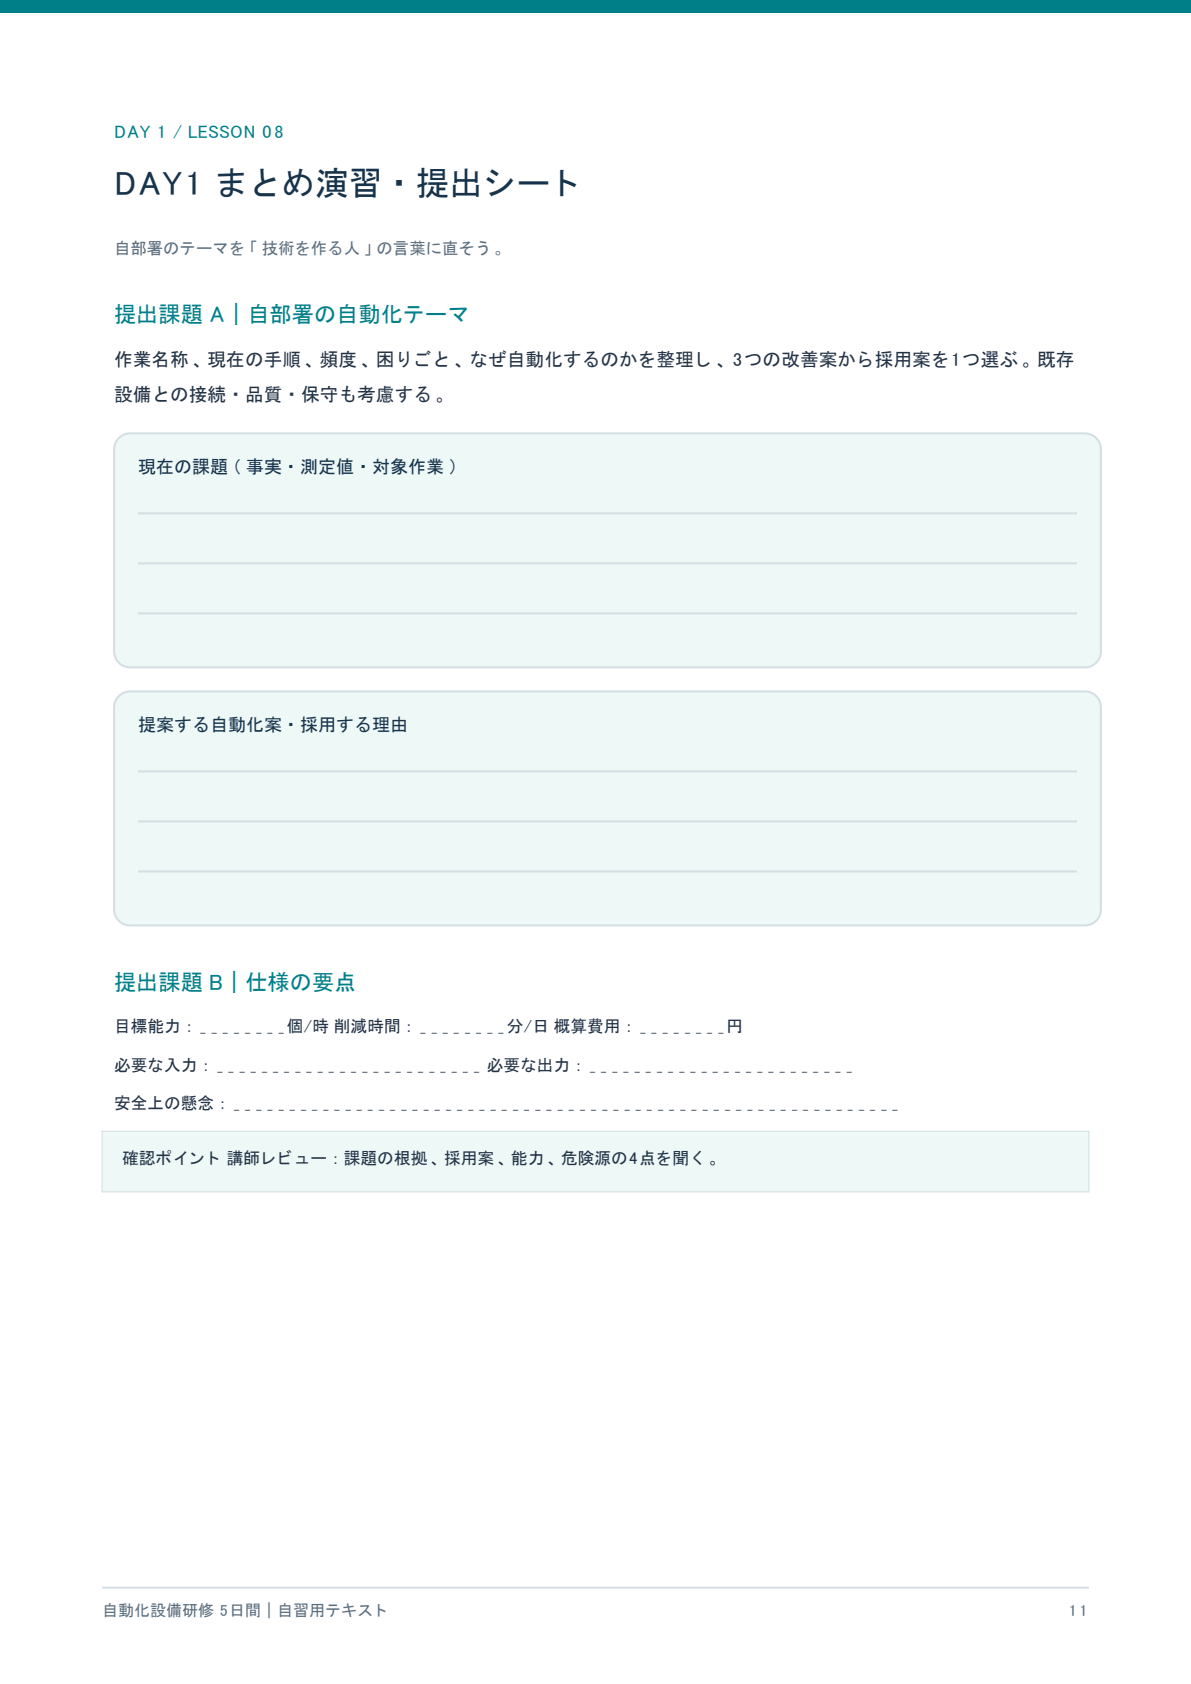 DAY 1 / LESSON 08
DAY1 まとめ演習・提出シート
自部署のテーマを「技術を作る人」の言葉に直そう。
提出課題 A｜自部署の自動化テーマ
作業名称、現在の手順、頻度、困りごと、なぜ自動化するのかを整理し、3つの改善案から採用案を1つ選ぶ。既存
設備との接続・品質・保守も考慮する。
現在の課題(事実・測定値・対象作業)
提案する自動化案・採用する理由
提出課題 B｜仕様の要点
目標能力：________個/時 削減時間：________分/日 概算費用：________円
必要な入力：________________________ 必要な出力：________________________
安全上の懸念：____________________________________________________________
確認ポイント 講師レビュー：課題の根拠、採用案、能力、危険源の4点を聞く。
自動化設備研修 5日間｜自習用テキスト
11